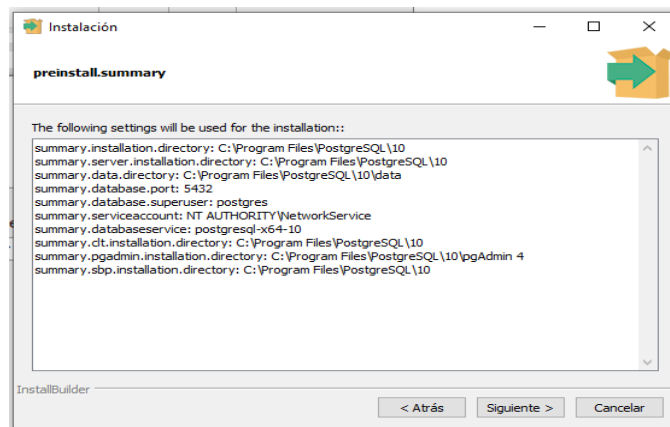 Instalación
preinstall.summary
The following settings will be used for the installation::
summary.installation.directory: C:\Program Files\PostgreSQL\10
summary.server.installation.directory: C:\Program Files\PostgreSQL\10
summary.data.directory: C:\Program Files\PostgreSQL\10\data
summary.database.port: 5432
summary.database.superuser: postgres
summary.serviceaccount: NT AUTHORITY\NetworkService
summary.databaseservice: postgresql-x64-10
summary.clt.installation.directory: C:\Program Files\PostgreSQL\10
summary.pgadmin.installation.directory: C:\Program Files\PostgreSQL\10\pgAdmin 4
summary.sbp.installation.directory: C:\Program Files\PostgreSQL\10
InstallBuilder
< Atrás Siguiente > Cancelar